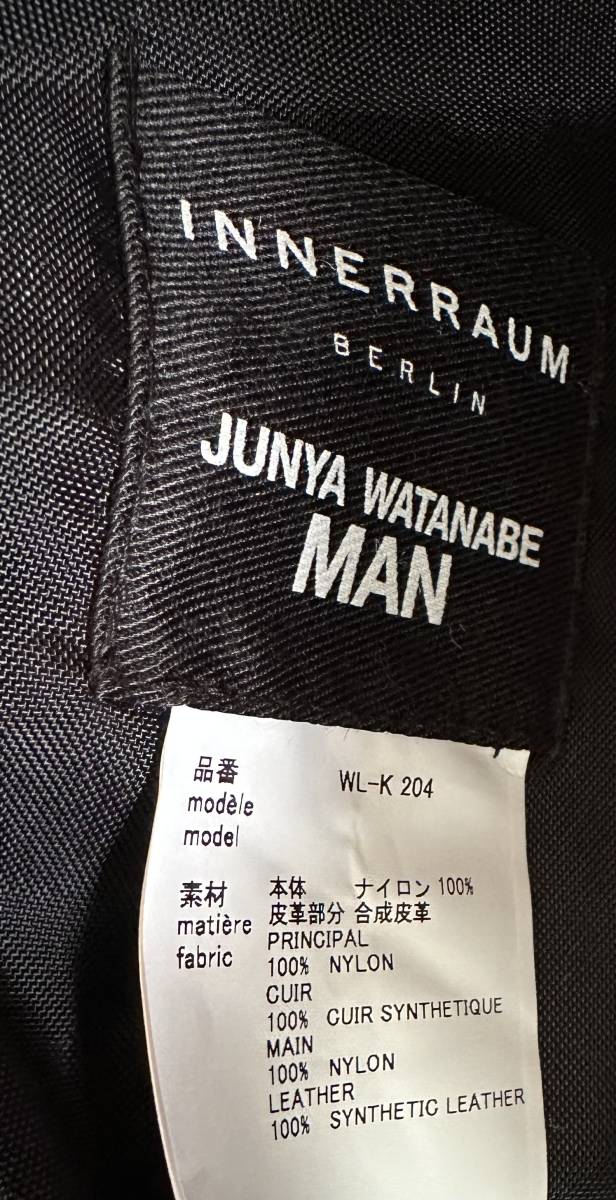 INNERRAUM
BERLIN
JUNYA WATANABE
MAN
品番 WL-K 204
modèle
model
素材 本体 ナイロン 100%
matière 皮革部分 合成皮革
fabric PRINCIPAL
100% NYLON
CUIR
100% CUIR SYNTHETIQUE
MAIN
100% NYLON
LEATHER
100% SYNTHETIC LEATHER